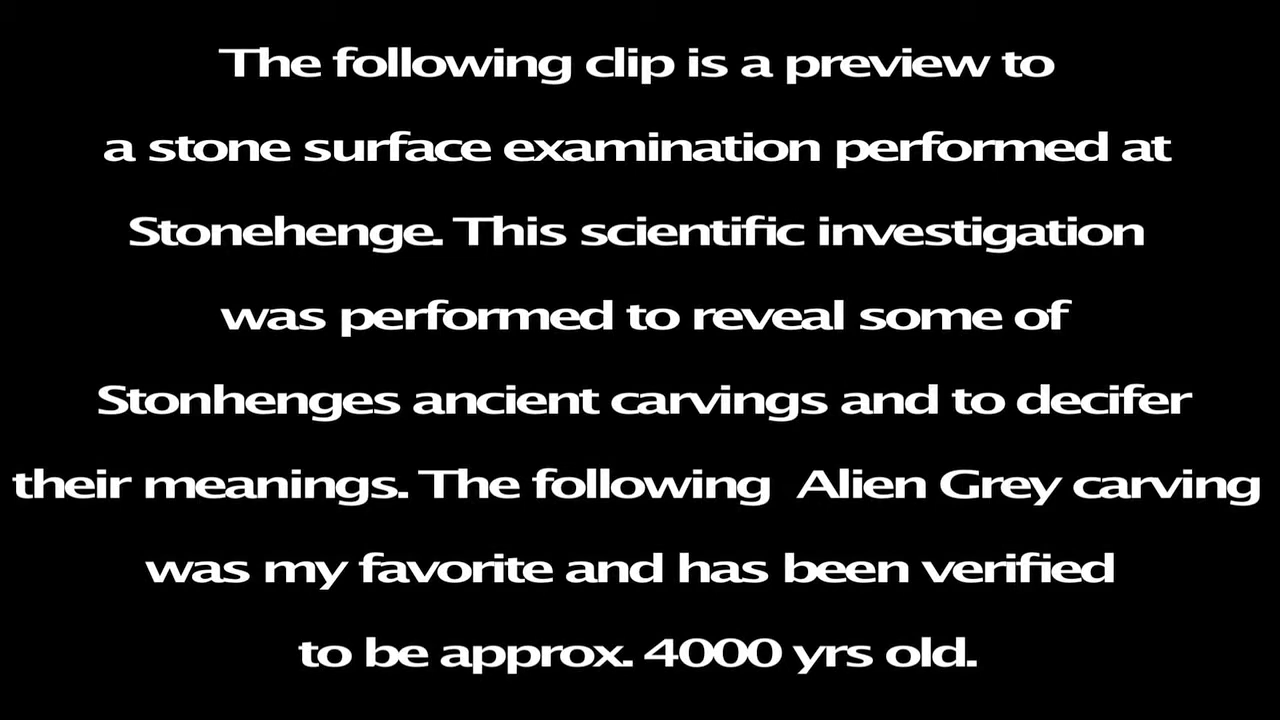 The following clip is a preview to
a stone surface examination performed at
Stonehenge. This scientific investigation
was performed to reveal some of
Stonhenges ancient carvings and to decifer
their meanings. The following  Alien Grey carving
was my favorite and has been verified
to be approx. 4000 yrs old.